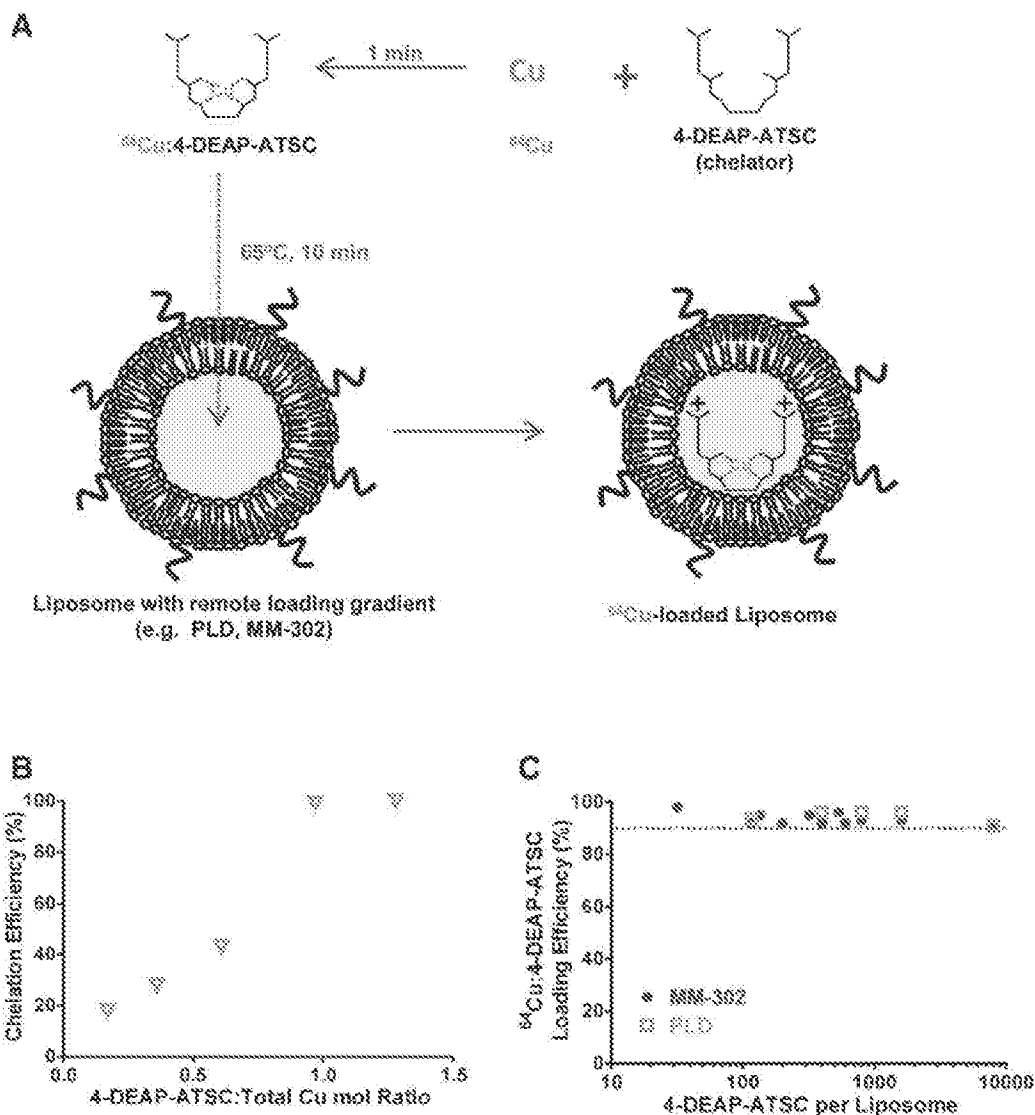 A
1 min
Cu
+
⁶⁴Cu:4-DEAP-ATSC
⁶⁴Cu
4-DEAP-ATSC
(chelator)
65°C, 10 min
+ +
Liposome with remote loading gradient
(e.g. PLD, MM-302)
⁶⁴Cu-loaded Liposome
B
Chelation Efficiency (%)
100
80
60
40
20
0
0.0 0.5 1.0 1.5
4-DEAP-ATSC:Total Cu mol Ratio
C
⁶⁴Cu:4-DEAP-ATSC
Loading Efficiency (%)
100
80
60
40
20
0
MM-302
PLD
10 100 1000 10000
4-DEAP-ATSC per Liposome